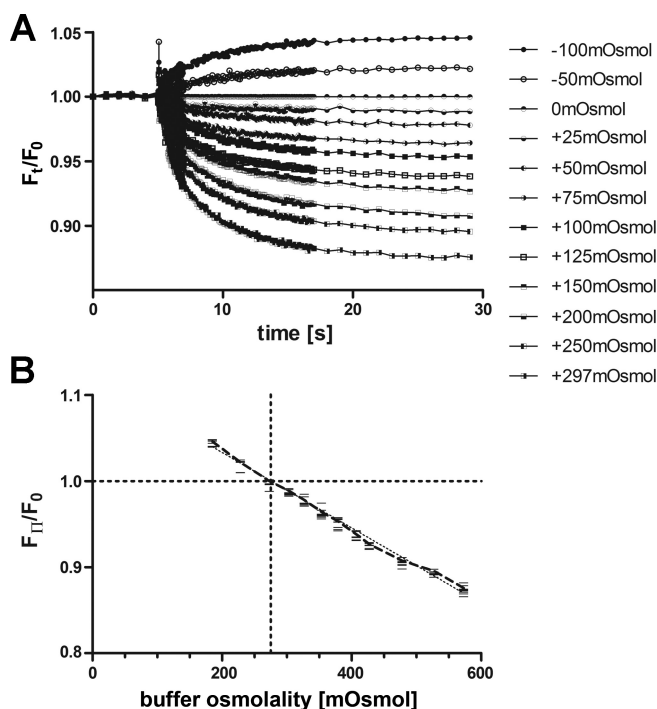 A
1.05
1.00
0.95
0.90
Ft/F0
0
10
20
30
time [s]
-100mOsmol
-50mOsmol
0mOsmol
+25mOsmol
+50mOsmol
+75mOsmol
+100mOsmol
+125mOsmol
+150mOsmol
+200mOsmol
+250mOsmol
+297mOsmol
B
1.1
1.0
0.9
0.8
FΠ/F0
0
200
400
600
buffer osmolality [mOsmol]